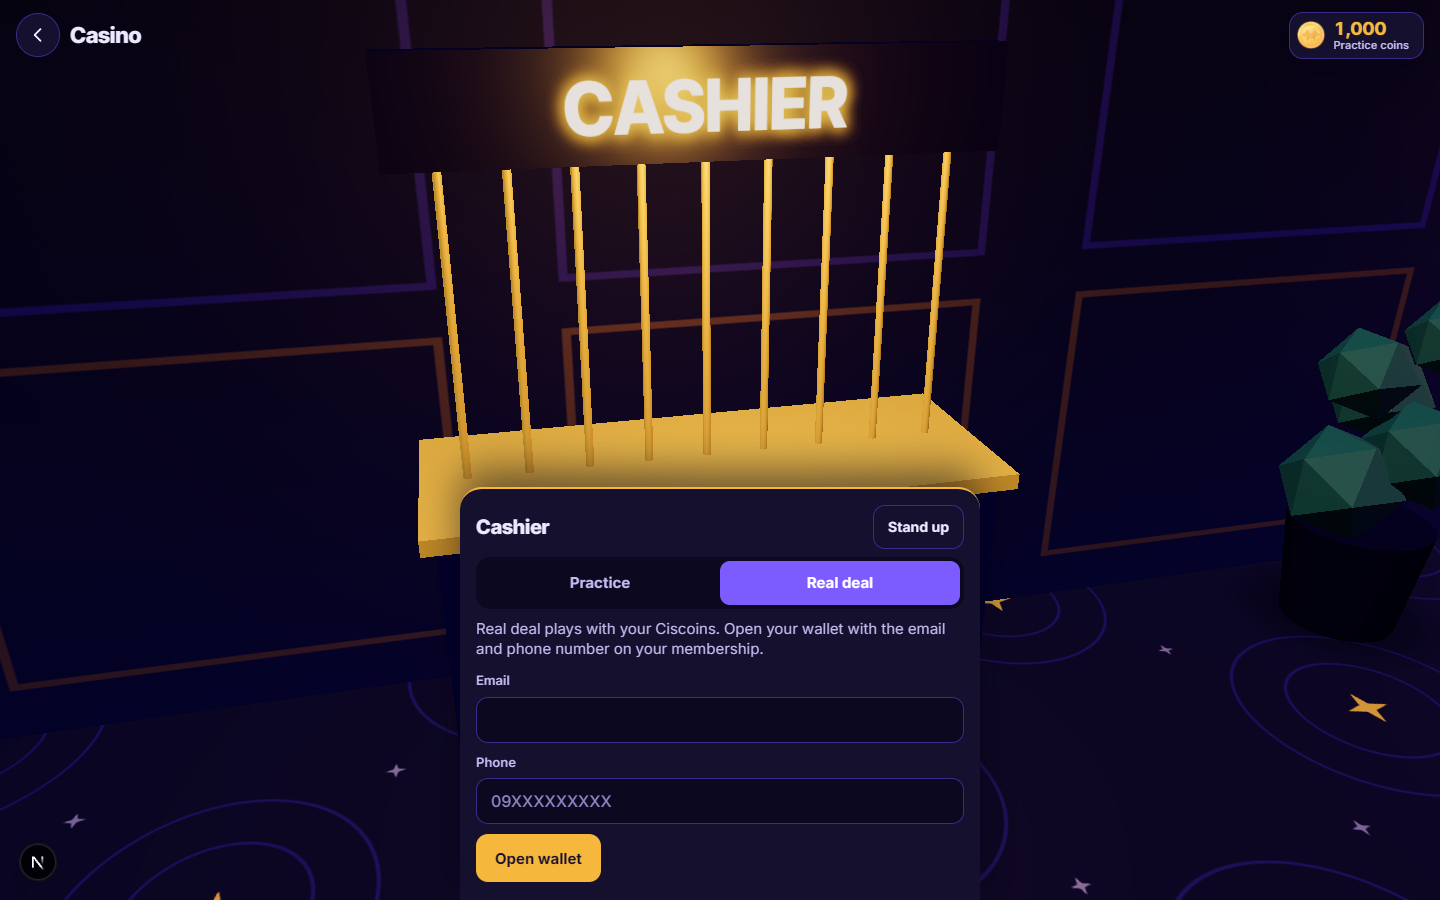 Casino
1,000
Practice coins
CASHIER
Cashier
Stand up
Practice
Real deal
Real deal plays with your Ciscoins. Open your wallet with the email
and phone number on your membership.
Email
Phone
09XXXXXXXXX
Open wallet
N